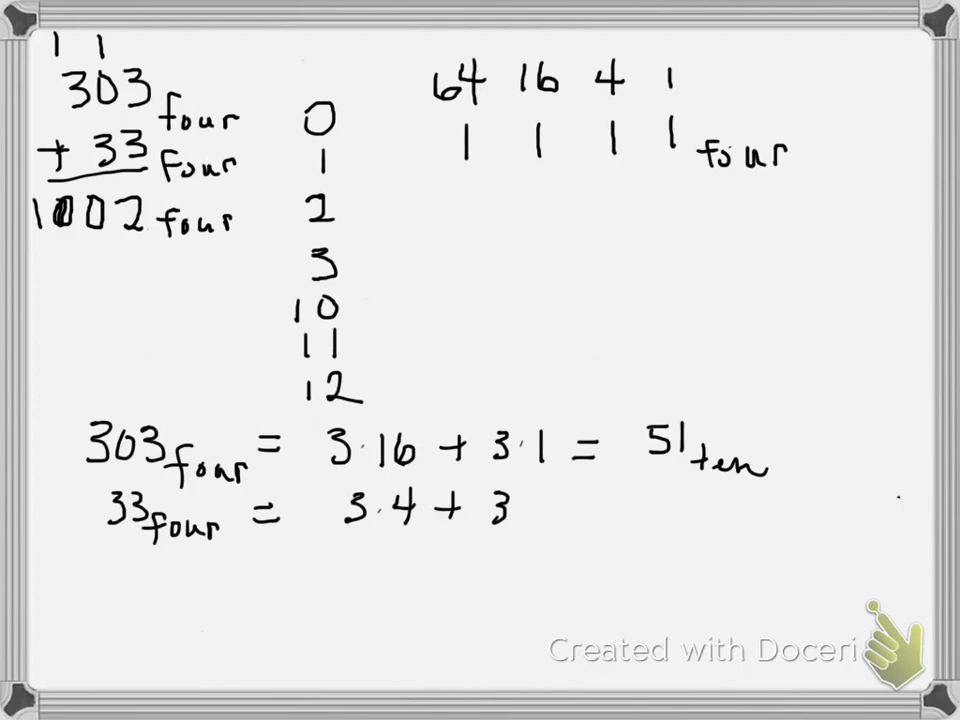 1 1
303 four
+ 33 four
1002 four
0
1
2
3
10
11
12
64 16 4 1
1 1 1 1 four
303 four = 3·16 + 3·1 = 51 ten
33 four = 3·4 + 3
Created with Doceri